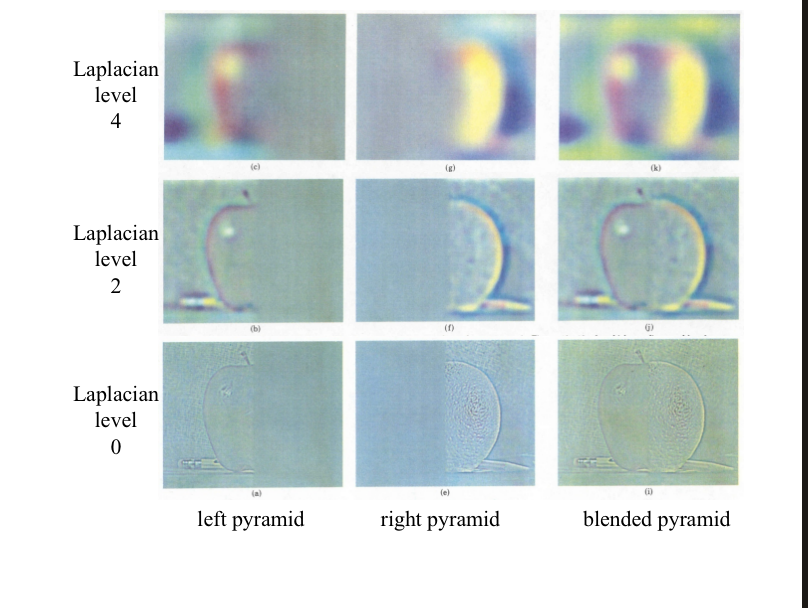 Laplacian
level
4
(c)
(g)
(k)
Laplacian
level
2
(b)
(f)
(j)
Laplacian
level
0
(a)
(e)
(i)
left pyramid
right pyramid
blended pyramid